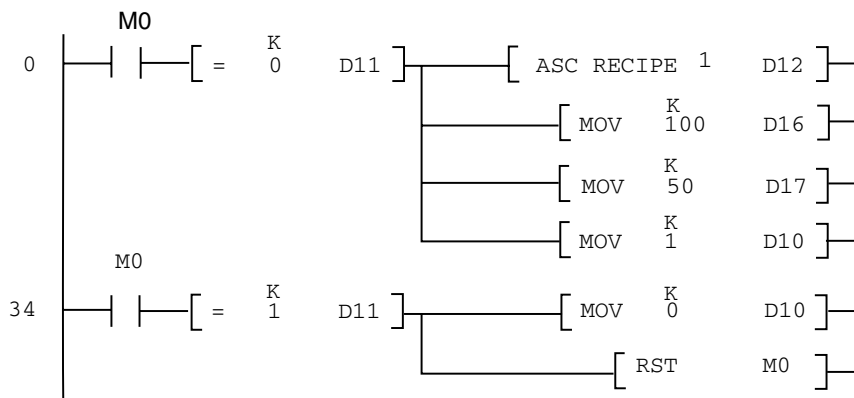 M0
K
0 = 0 D11 ASC RECIPE 1 D12
K
MOV 100 D16
K
MOV 50 D17
K
MOV 1 D10
M0
K K
34 = 1 D11 MOV 0 D10
RST M0